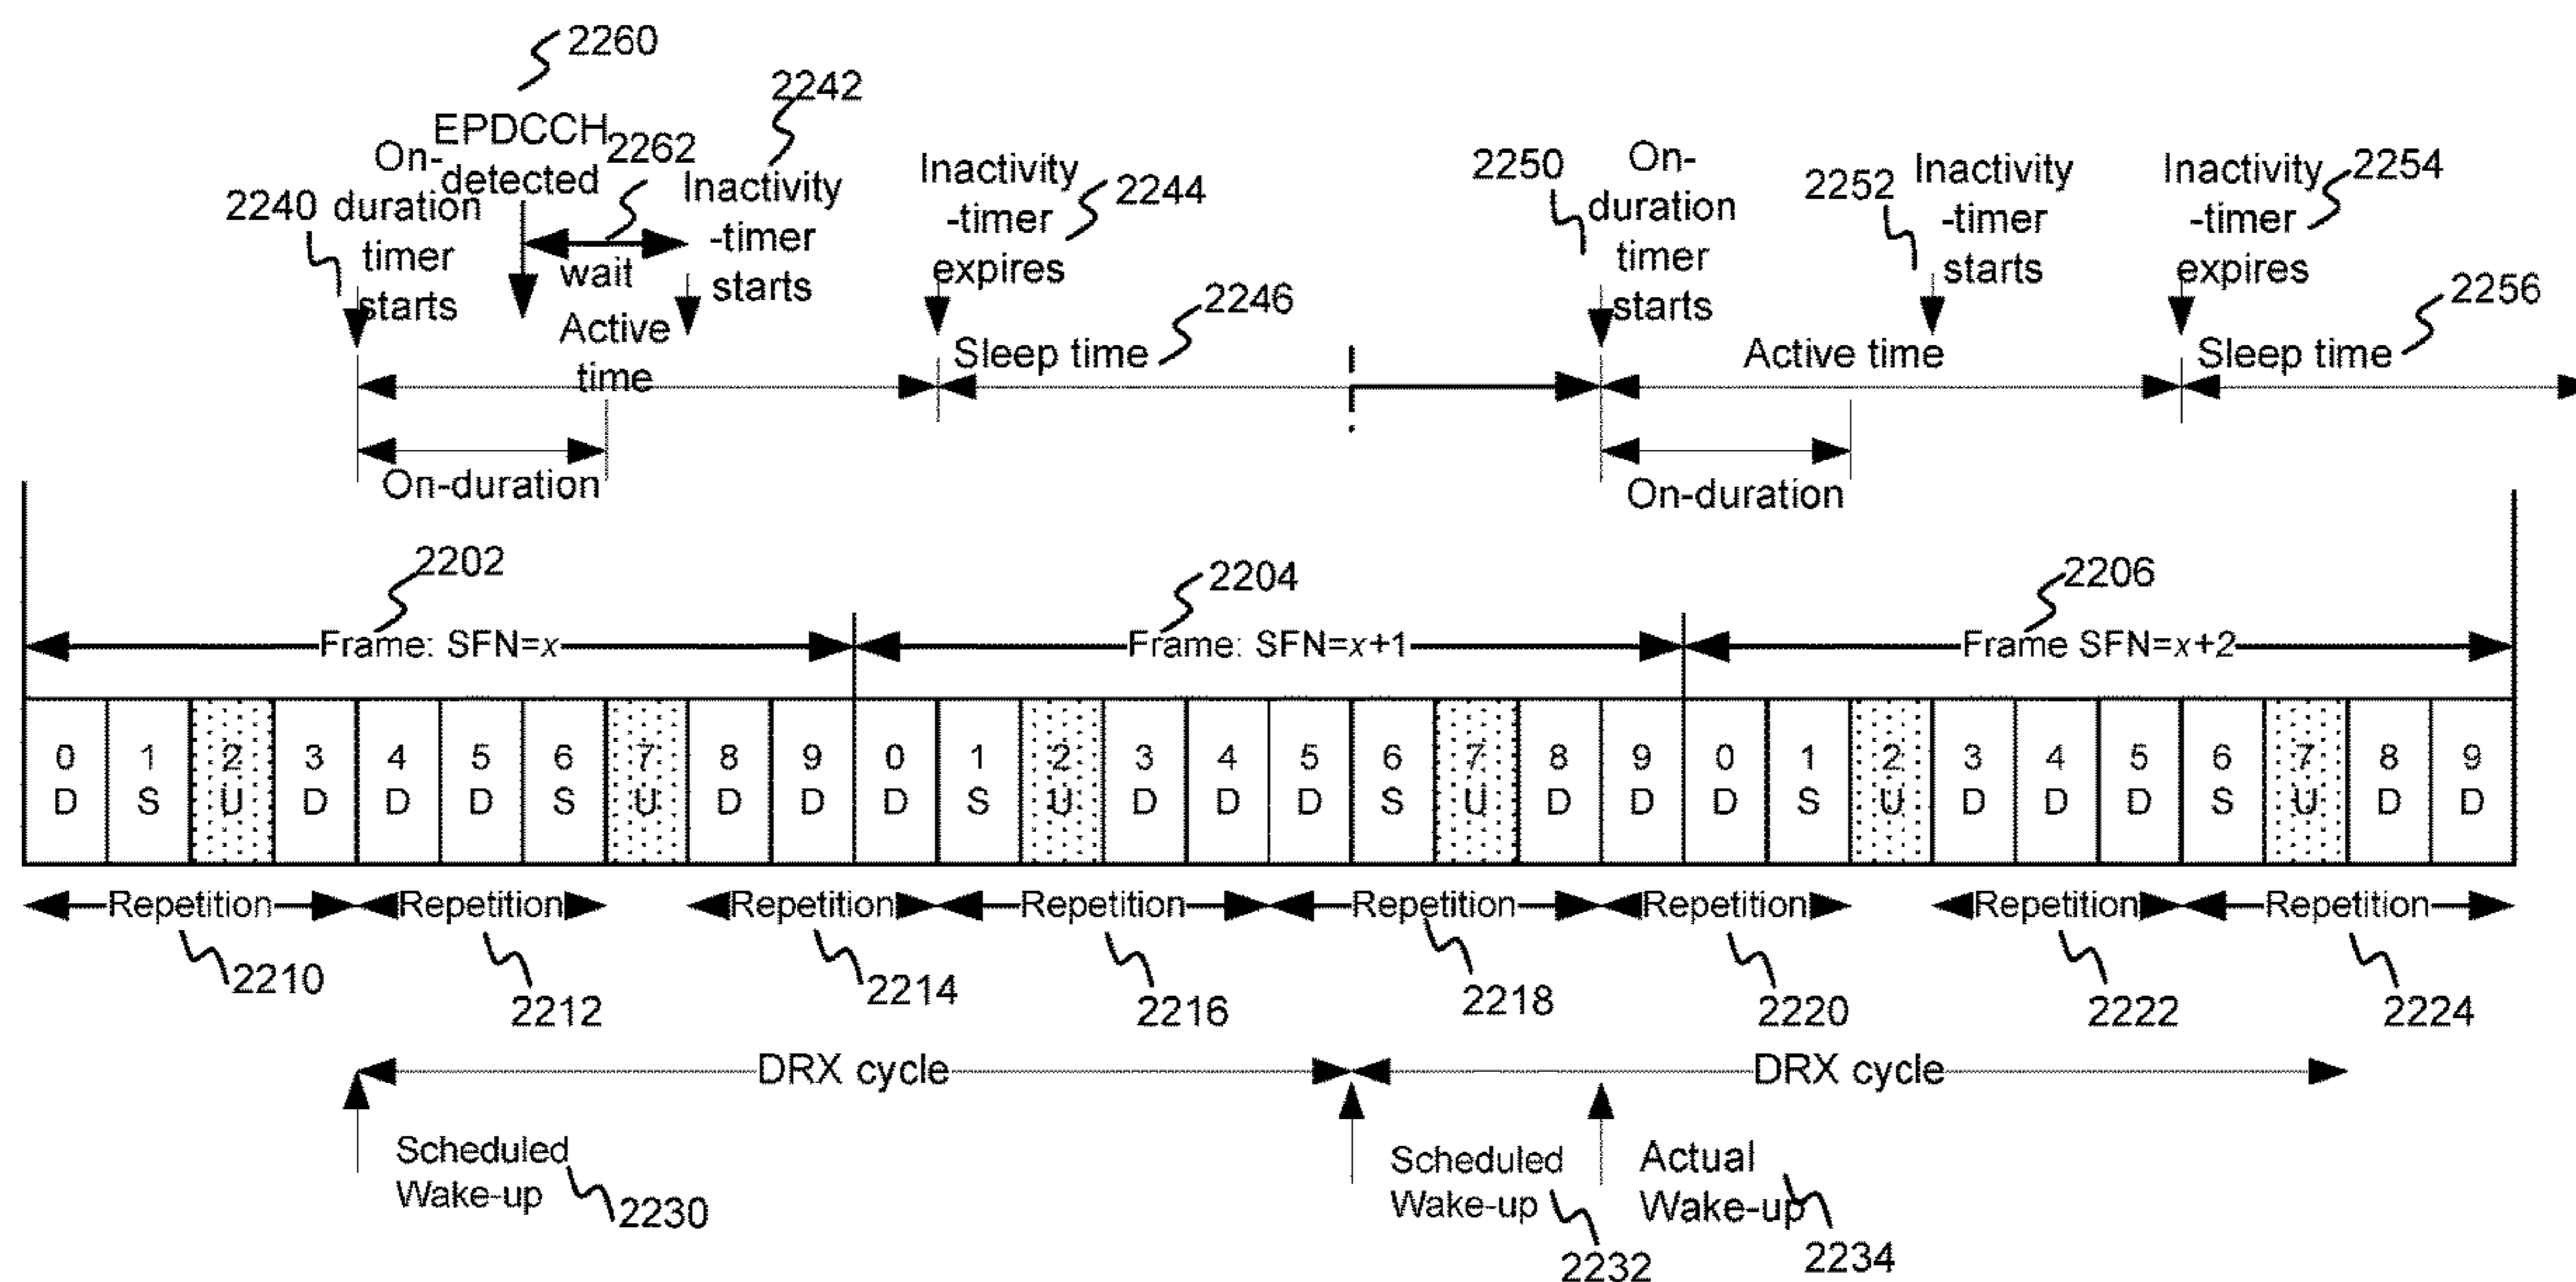 2260
2242
EPDCCH
detected
2262
On-
duration
timer
starts
2240
wait
Inactivity
-timer
starts
Inactivity
-timer
expires
2244
2250
On-
duration
timer
starts
2252
Inactivity
-timer
starts
Inactivity
-timer
expires
2254
Active
time
Sleep time
2246
Active time
Sleep time
2256
On-duration
On-duration
2202
2204
2206
Frame: SFN=x
Frame: SFN=x+1
Frame SFN=x+2
0 1 2 3 4 5 6 7 8 9 0 1 2 3 4 5 6 7 8 9 0 1 2 3 4 5 6 7 8 9
D S U D D D S U D D D S U D D D S U D D D S U D D D S U D D
Repetition Repetition Repetition Repetition Repetition Repetition Repetition Repetition
2210
2212
2214
2216
2218
2220
2222
2224
DRX cycle
DRX cycle
Scheduled
Wake-up
2230
Scheduled
Wake-up
2232
Actual
Wake-up
2234